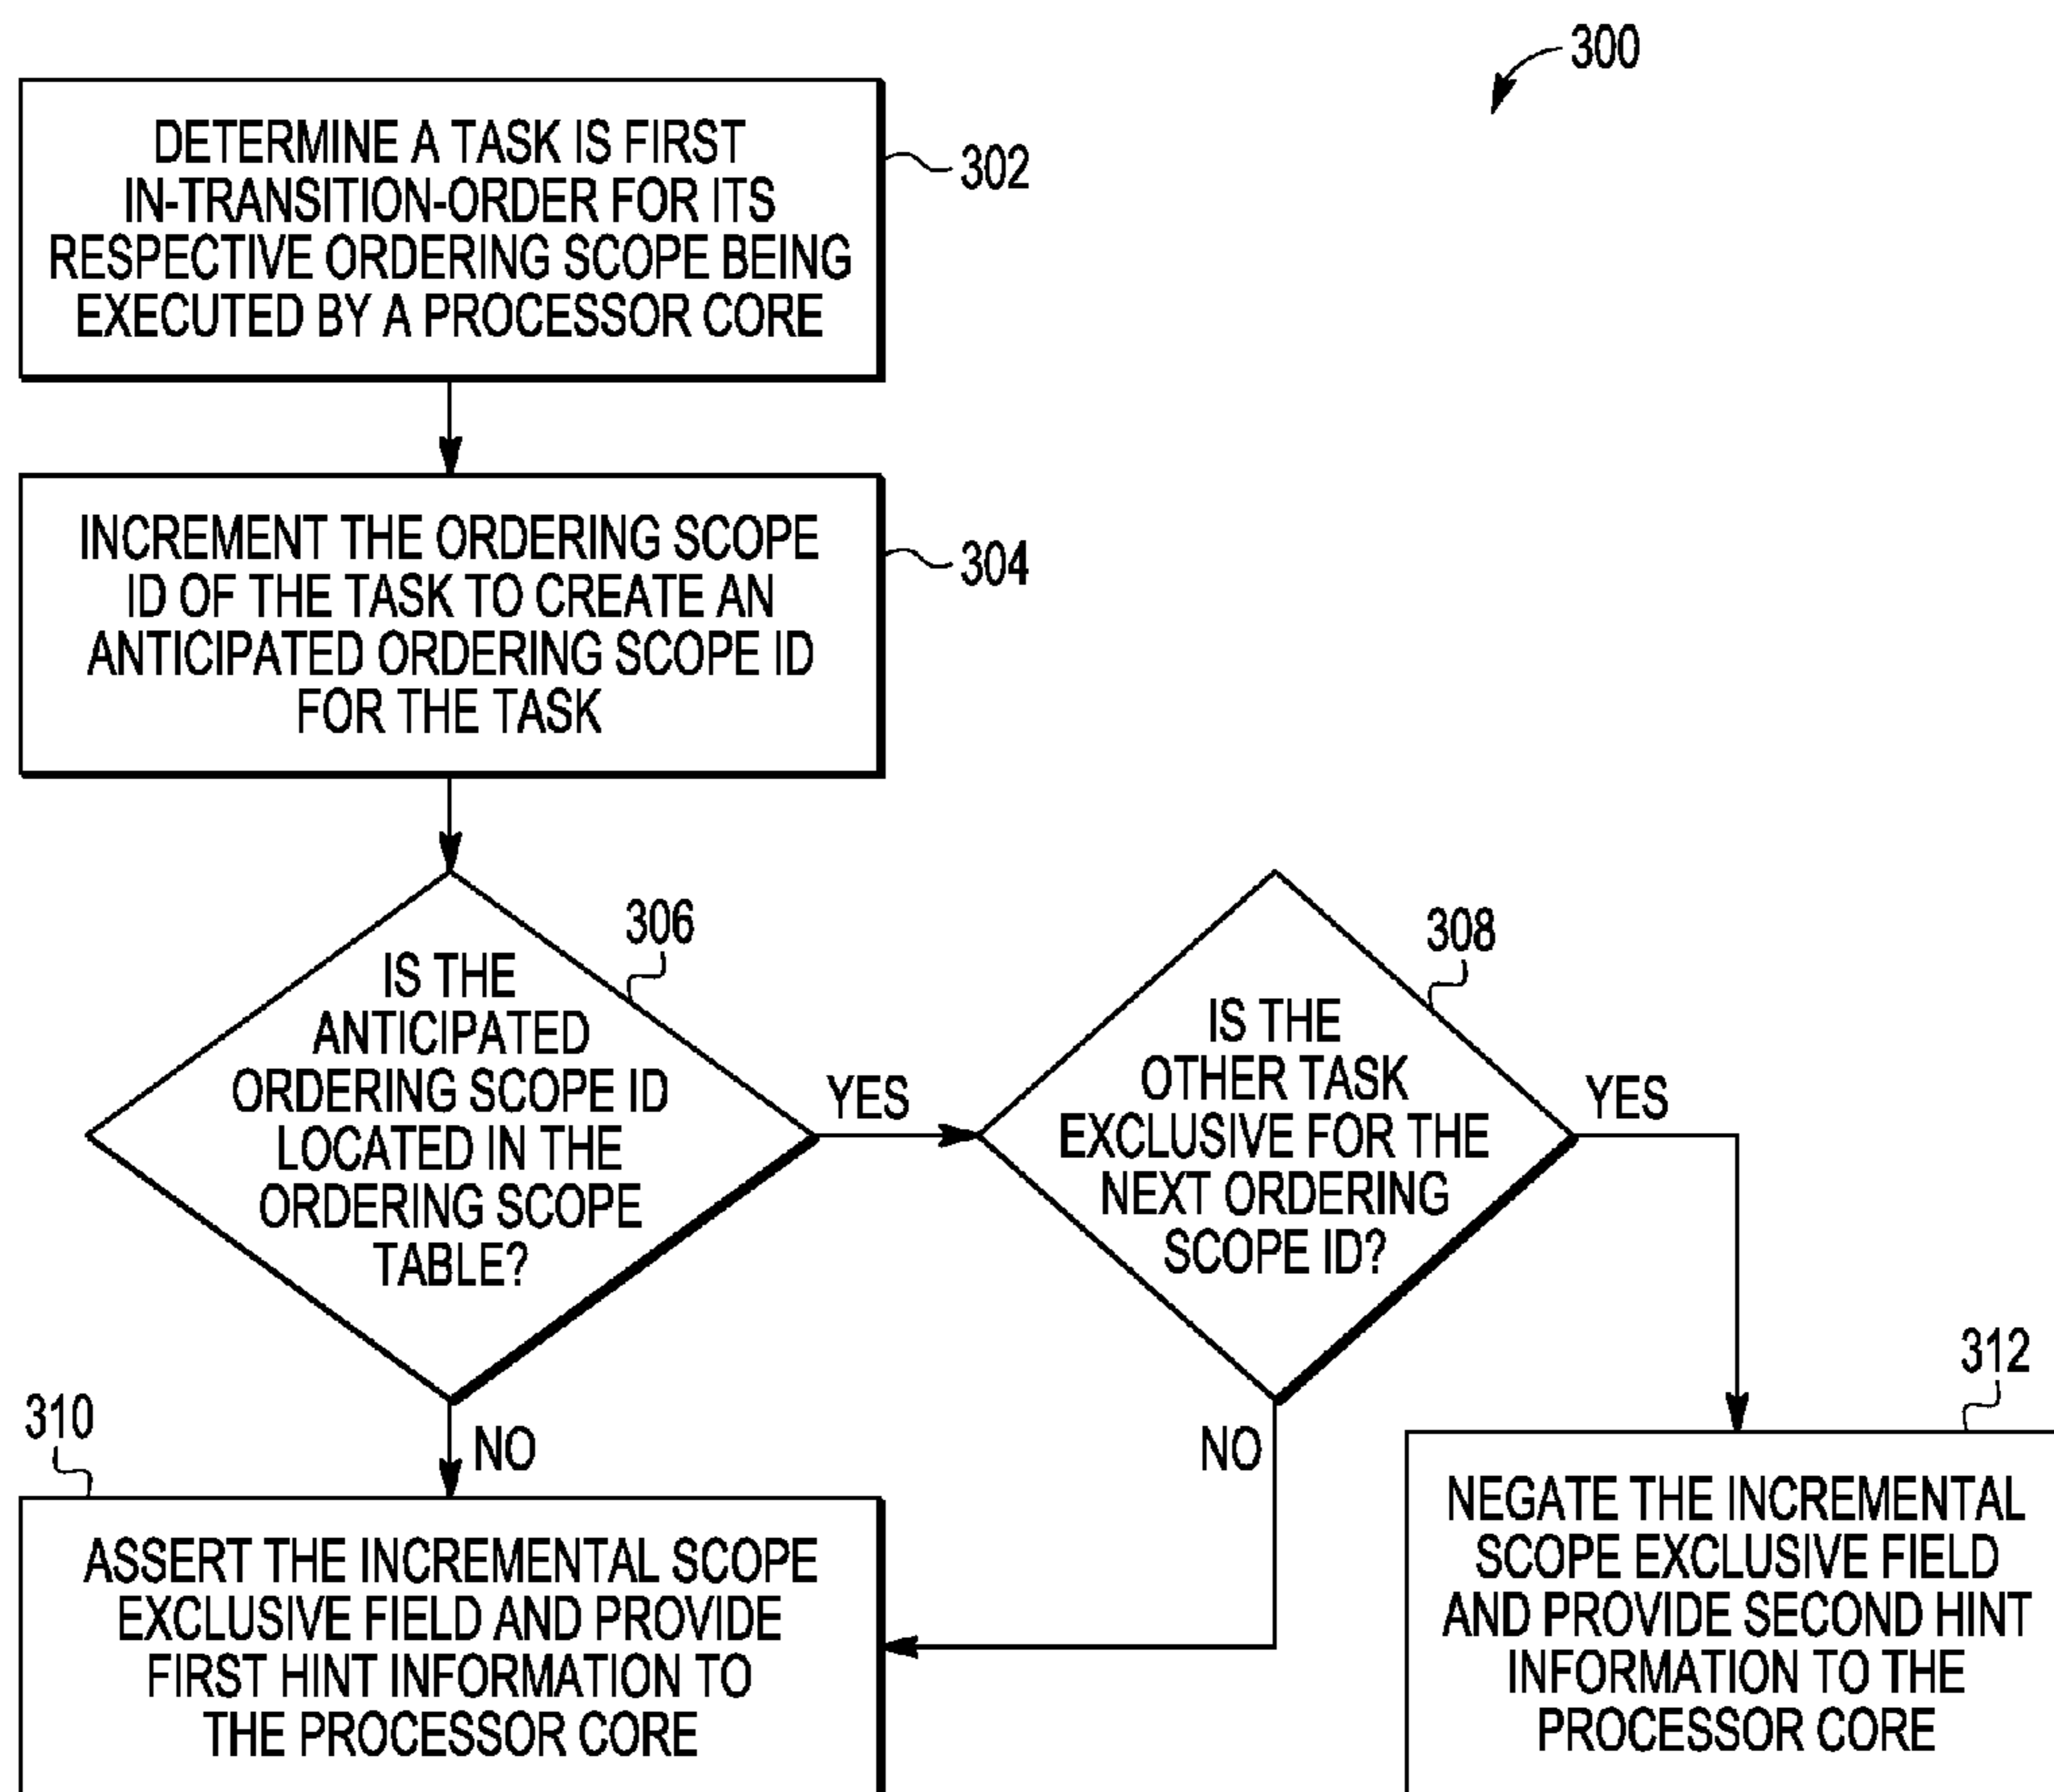 300
DETERMINE A TASK IS FIRST
IN-TRANSITION-ORDER FOR ITS
RESPECTIVE ORDERING SCOPE BEING
EXECUTED BY A PROCESSOR CORE
302
INCREMENT THE ORDERING SCOPE
ID OF THE TASK TO CREATE AN
ANTICIPATED ORDERING SCOPE ID
FOR THE TASK
304
306
IS THE
ANTICIPATED
ORDERING SCOPE ID
LOCATED IN THE
ORDERING SCOPE
TABLE?
YES
NO
308
IS THE
OTHER TASK
EXCLUSIVE FOR THE
NEXT ORDERING
SCOPE ID?
YES
NO
310
ASSERT THE INCREMENTAL SCOPE
EXCLUSIVE FIELD AND PROVIDE
FIRST HINT INFORMATION TO
THE PROCESSOR CORE
312
NEGATE THE INCREMENTAL
SCOPE EXCLUSIVE FIELD
AND PROVIDE SECOND HINT
INFORMATION TO THE
PROCESSOR CORE